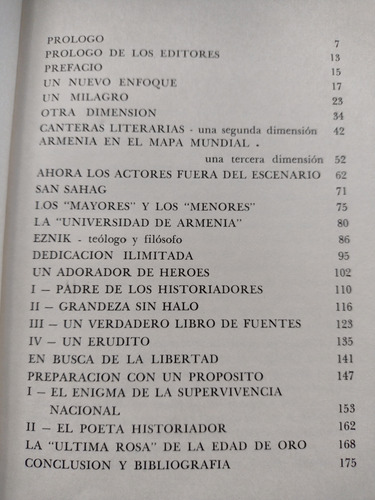 PROLOGO 7
PROLOGO DE LOS EDITORES 13
PREFACIO 15
UN NUEVO ENFOQUE 17
UN MILAGRO 23
OTRA DIMENSION 34
CANTERAS LITERARIAS - una segunda dimensión 42
ARMENIA EN EL MAPA MUNDIAL -
una tercera dimensión 52
AHORA LOS ACTORES FUERA DEL ESCENARIO 62
SAN SAHAG 71
LOS "MAYORES" Y LOS "MENORES" 75
LA "UNIVERSIDAD DE ARMENIA" 80
EZNIK - teólogo y filósofo 86
DEDICACION ILIMITADA 95
UN ADORADOR DE HEROES 102
I – PADRE DE LOS HISTORIADORES 110
II – GRANDEZA SIN HALO 116
III – UN VERDADERO LIBRO DE FUENTES 123
IV – UN ERUDITO 135
EN BUSCA DE LA LIBERTAD 141
PREPARACION CON UN PROPOSITO 147
I – EL ENIGMA DE LA SUPERVIVENCIA
NACIONAL 153
II – EL POETA HISTORIADOR 162
LA "ULTIMA ROSA" DE LA EDAD DE ORO 168
CONCLUSION Y BIBLIOGRAFIA 175